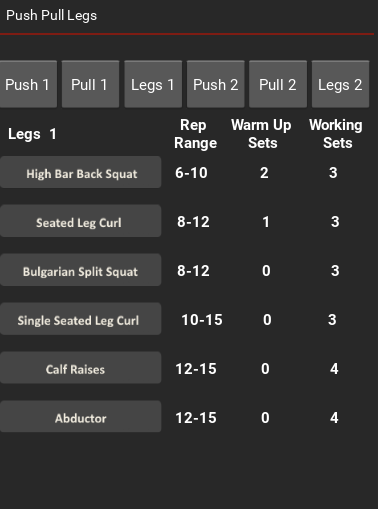 Push Pull Legs
Push 1 Pull 1 Legs 1 Push 2 Pull 2 Legs 2
Legs 1 Rep Range Warm Up Sets Working Sets
High Bar Back Squat 6-10 2 3
Seated Leg Curl 8-12 1 3
Bulgarian Split Squat 8-12 0 3
Single Seated Leg Curl 10-15 0 3
Calf Raises 12-15 0 4
Abductor 12-15 0 4